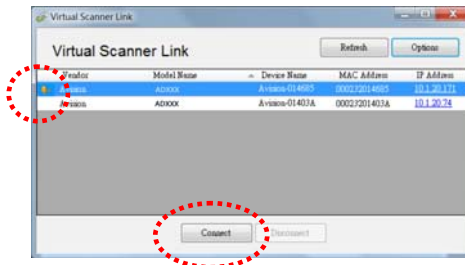 Virtual Scanner Link
Virtual Scanner Link Refresh Options
Vendor Model Name Device Name MAC Address IP Address
Avision ADXXX Avision-014685 000232014685 10.1.20.171
Avision ADXXX Avision-01403A 00023201403A 10.1.20.74
Connect Disconnect